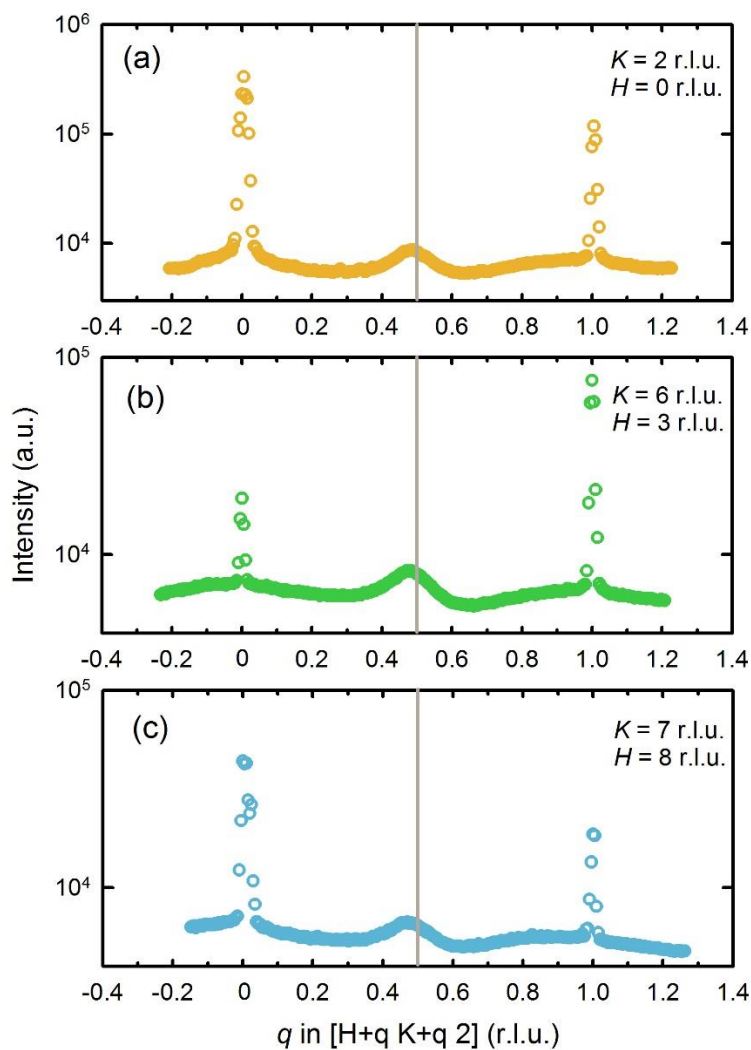 10⁶
(a)
K = 2 r.l.u.
H = 0 r.l.u.
10⁵
10⁴
-0.4 -0.2 0 0.2 0.4 0.6 0.8 1.0 1.2 1.4
10⁵
(b)
K = 6 r.l.u.
H = 3 r.l.u.
Intensity (a.u.)
10⁴
-0.4 -0.2 0 0.2 0.4 0.6 0.8 1.0 1.2 1.4
10⁵
(c)
K = 7 r.l.u.
H = 8 r.l.u.
10⁴
-0.4 -0.2 0 0.2 0.4 0.6 0.8 1.0 1.2 1.4
q in [H+q K+q 2] (r.l.u.)